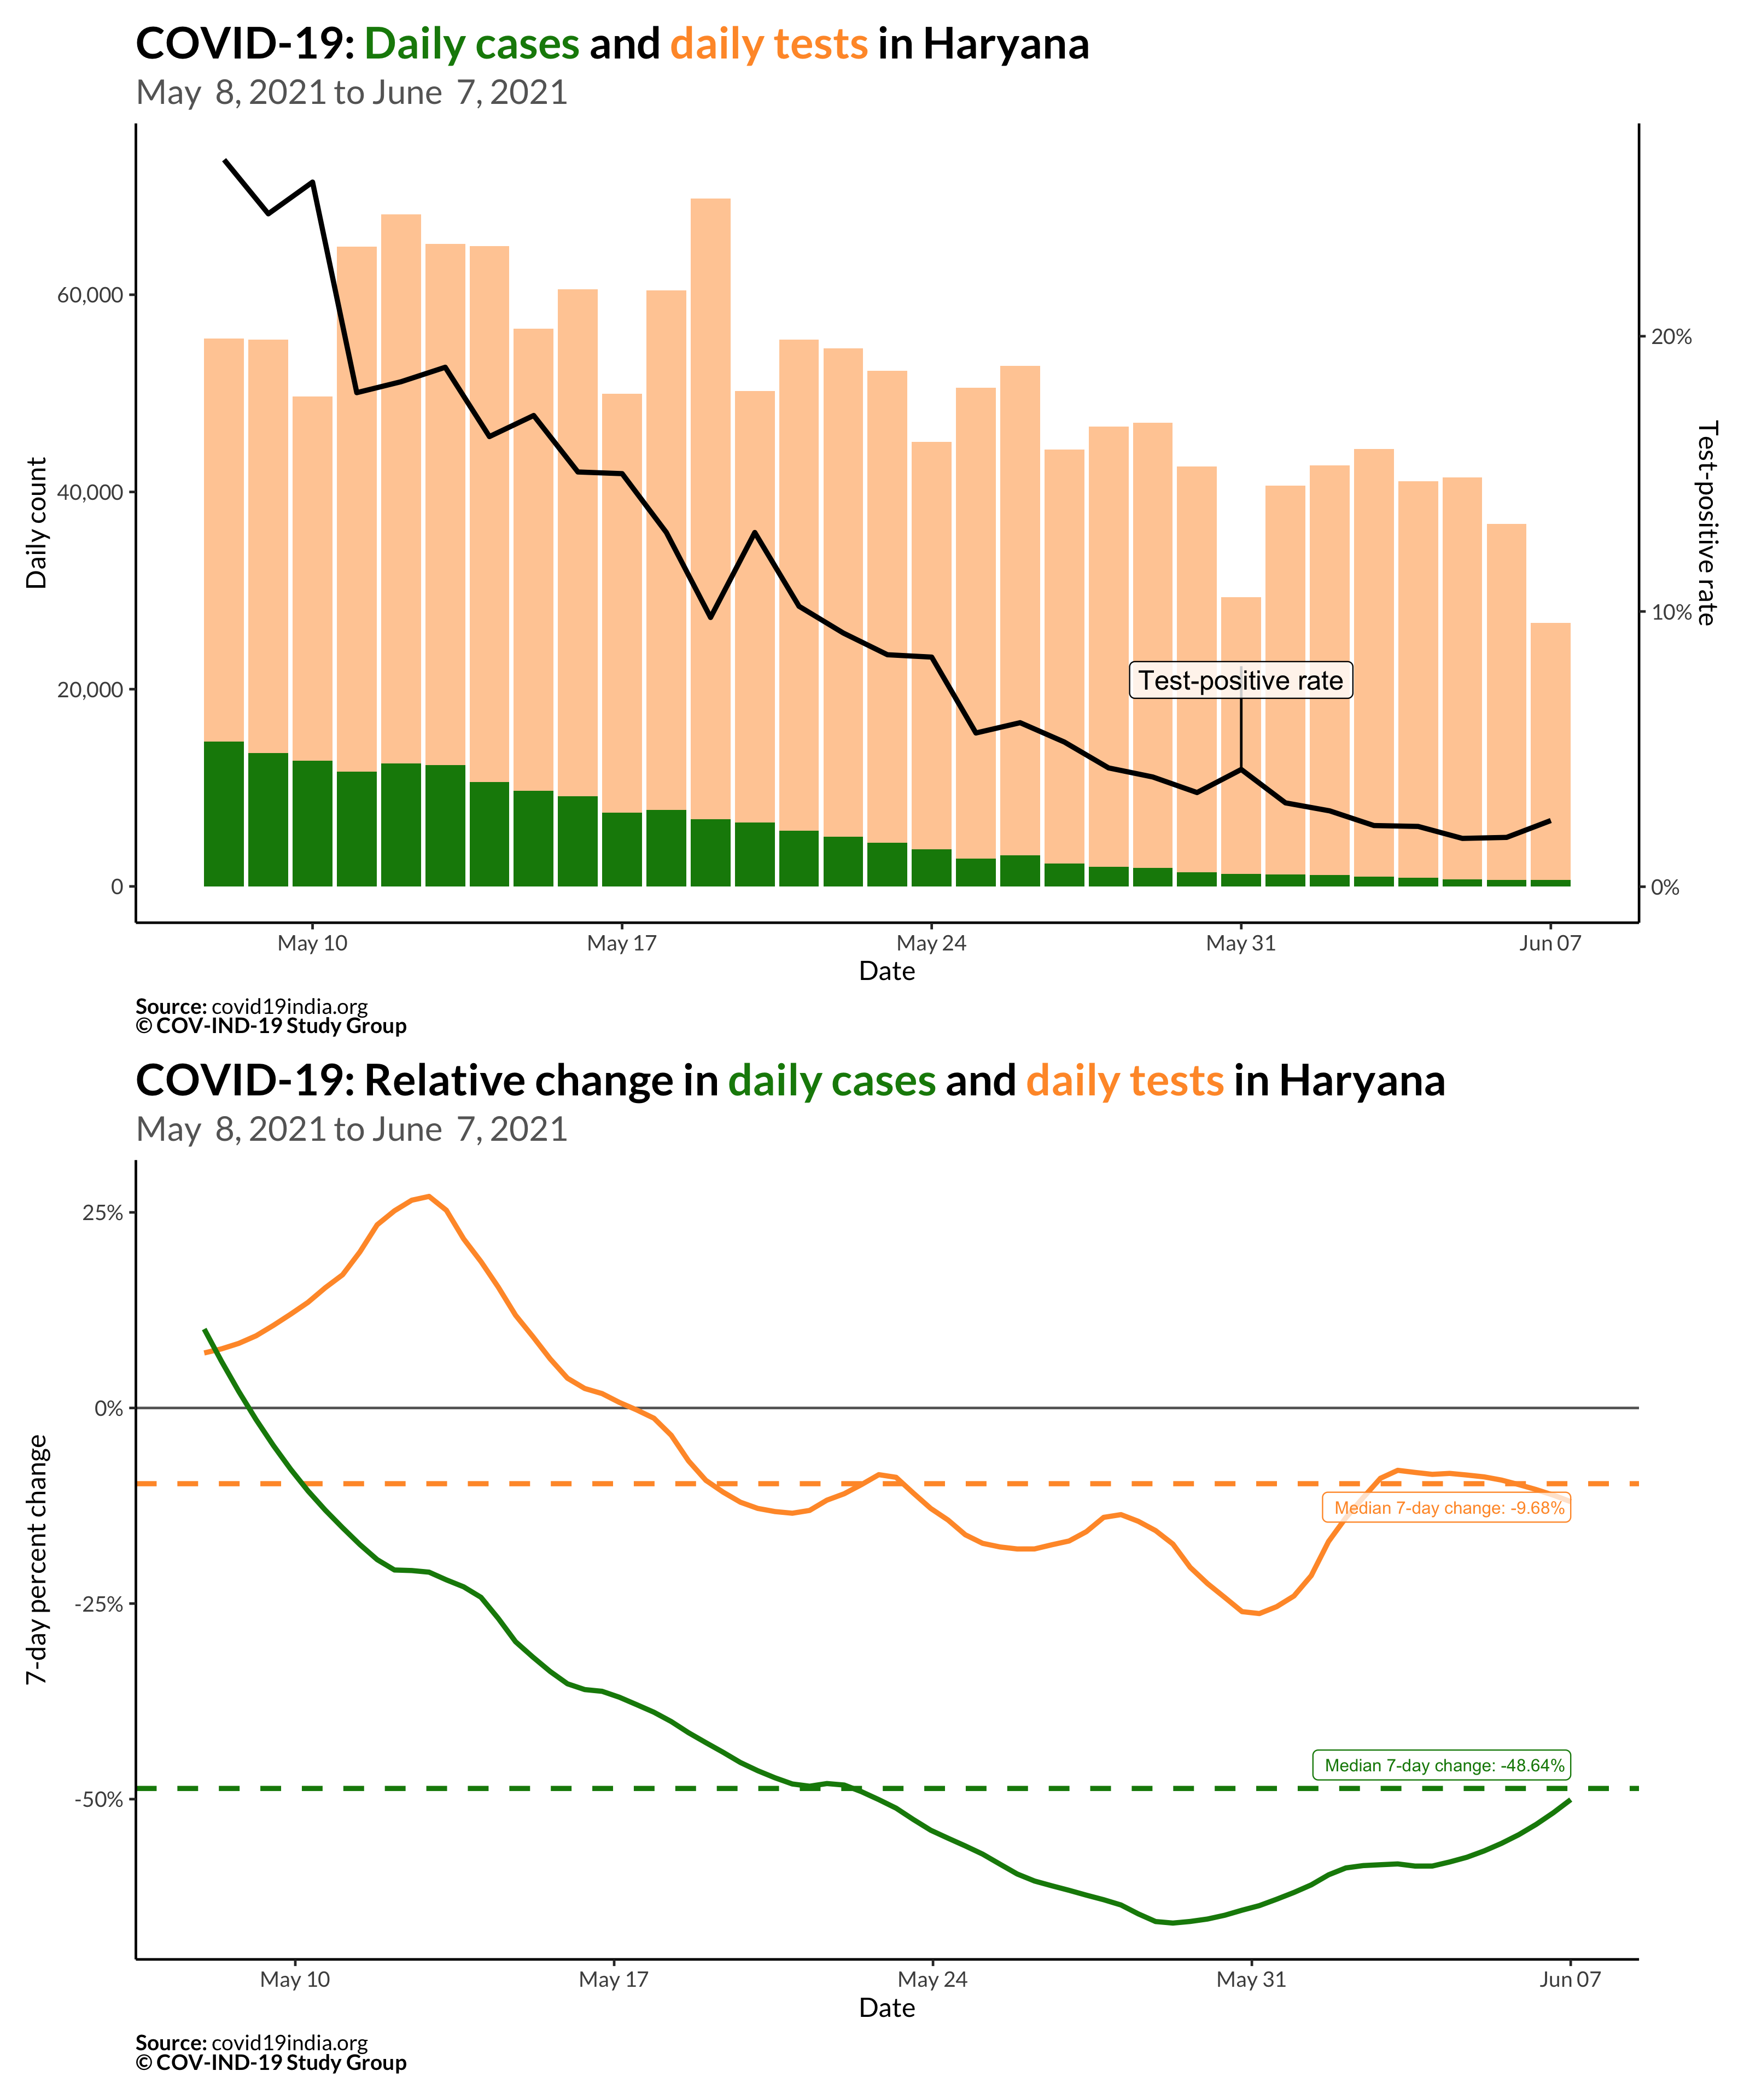 COVID-19: Daily cases and daily tests in Haryana
May  8, 2021 to June  7, 2021
60,000
40,000
20,000
0
Daily count
20%
10%
0%
Test-positive rate
Test-positive rate
May 10
May 17
May 24
May 31
Jun 07
Date
Source: covid19india.org
© COV-IND-19 Study Group
COVID-19: Relative change in daily cases and daily tests in Haryana
May  8, 2021 to June  7, 2021
25%
0%
-25%
-50%
7-day percent change
Median 7-day change: -9.68%
Median 7-day change: -48.64%
May 10
May 17
May 24
May 31
Jun 07
Date
Source: covid19india.org
© COV-IND-19 Study Group